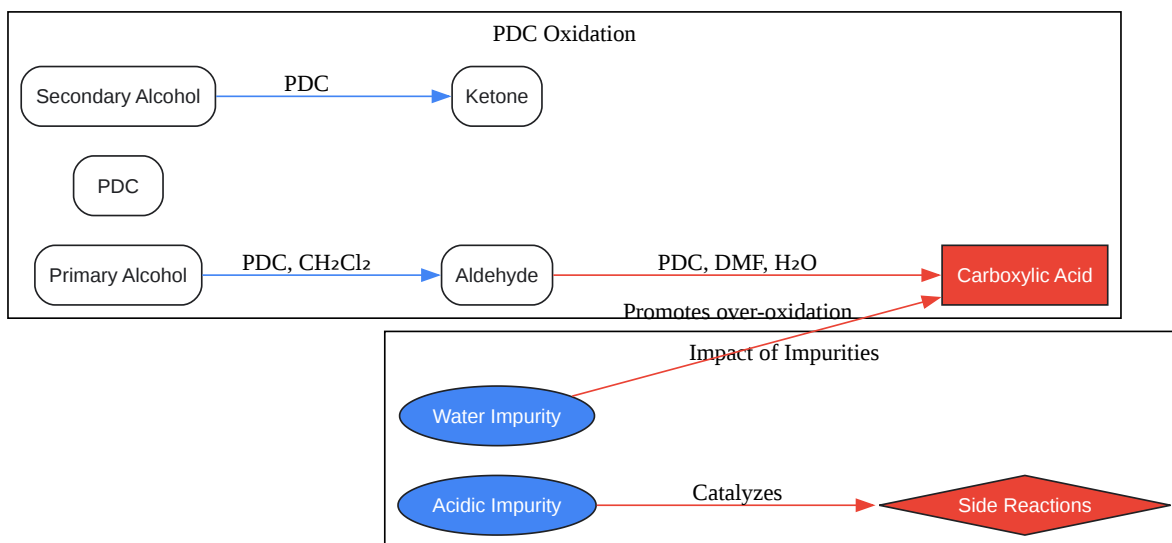 PDC Oxidation
Secondary Alcohol
PDC
Ketone
PDC
Primary Alcohol
PDC, CH₂Cl₂
Aldehyde
PDC, DMF, H₂O
Carboxylic Acid
Promotes over-oxidation
Impact of Impurities
Water Impurity
Acidic Impurity
Catalyzes
Side Reactions